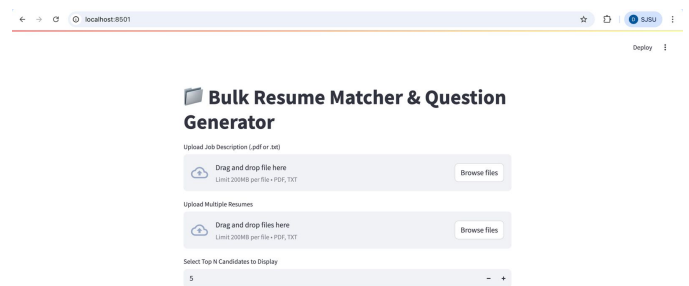 localhost:8501
D SJSU
Deploy
Bulk Resume Matcher & Question
Generator
Upload Job Description (.pdf or .txt)
Drag and drop file here
Limit 200MB per file • PDF, TXT
Browse files
Upload Multiple Resumes
Drag and drop files here
Limit 200MB per file • PDF, TXT
Browse files
Select Top N Candidates to Display
5